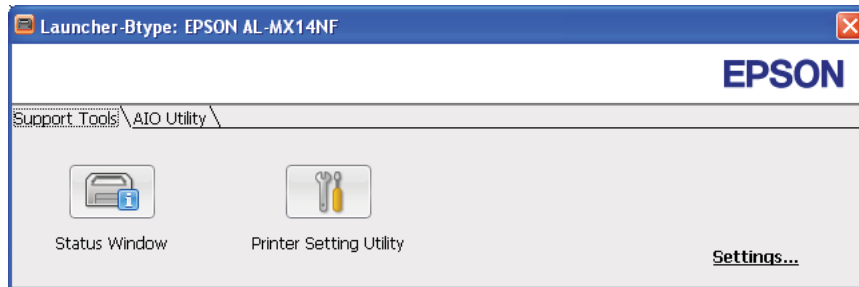 Launcher-Btype: EPSON AL-MX14NF
EPSON
Support Tools AIO Utility
Status Window Printer Setting Utility
Settings...